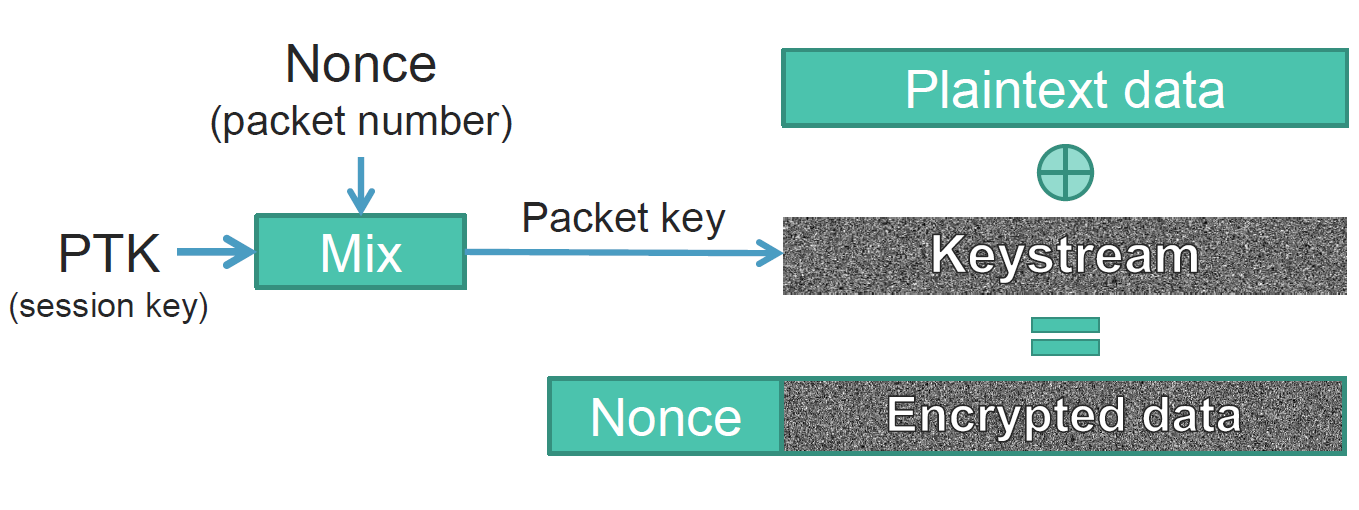 Nonce
(packet number)
PTK
(session key)
Mix
Packet key
Plaintext data
Keystream
Nonce
Encrypted data